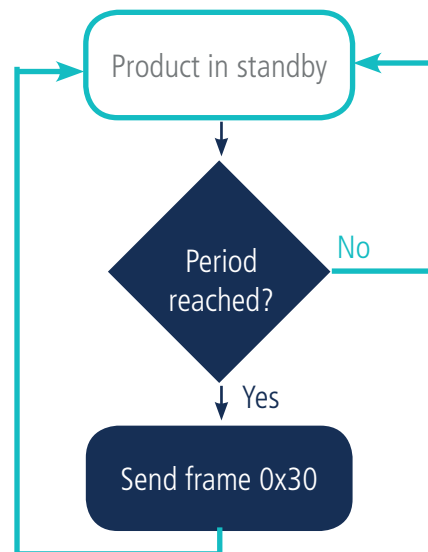 Product in standby
Period
reached?
No
Yes
Send frame 0x30